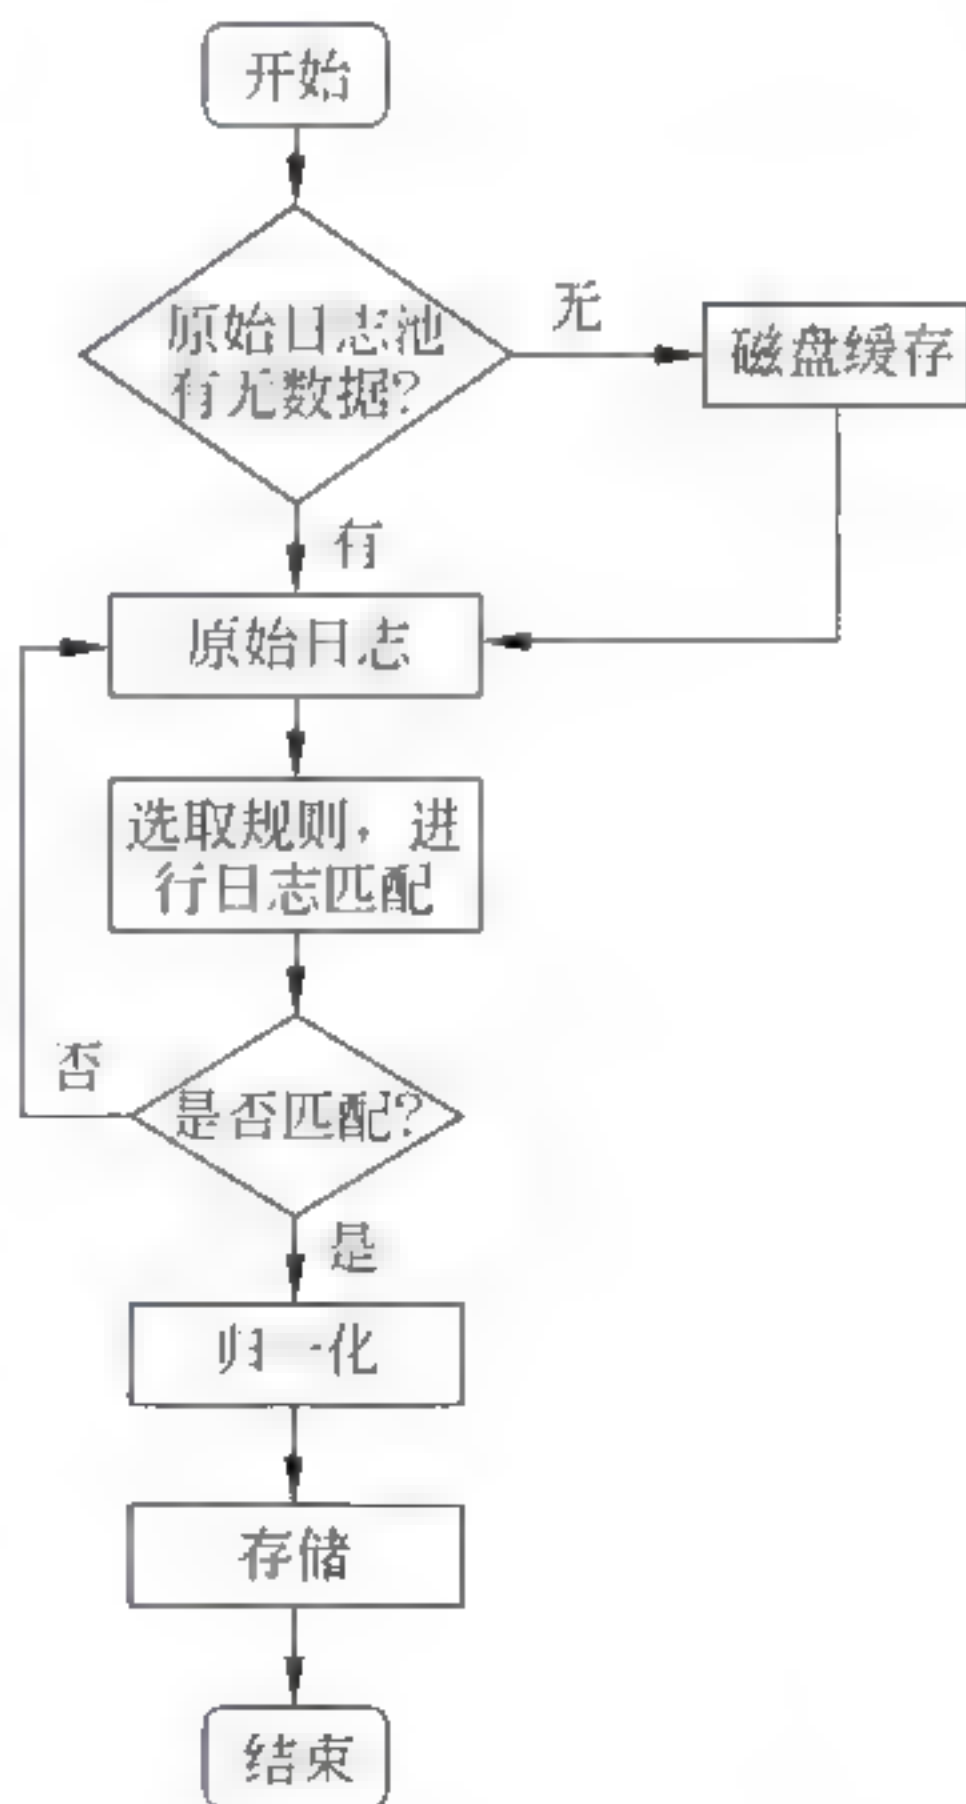 开始
原始日志池
有无数据?
无
磁盘缓存
有
原始日志
选取规则，进
行日志匹配
否
是否匹配?
是
归一化
存储
结束